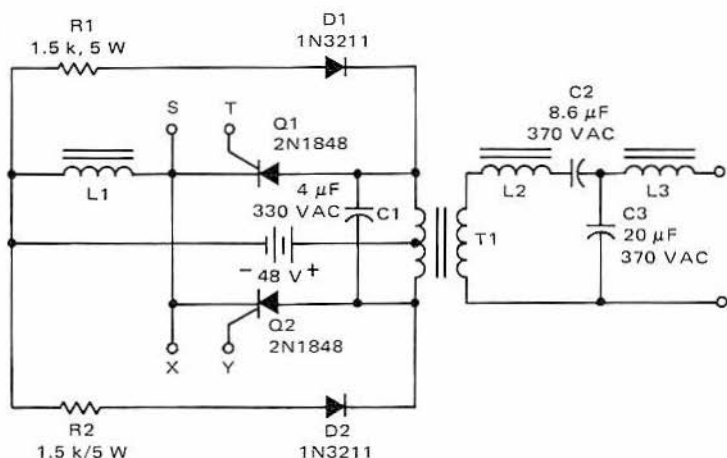 R1
1.5 k, 5 W
D1
1N3211
S
T
Q1
2N1848
C2
8.6 µF
370 VAC
L1
4 µF
330 VAC
C1
L2
L3
T1
C3
20 µF
370 VAC
- 48 V +
Q2
2N1848
X
Y
R2
1.5 k/5 W
D2
1N3211